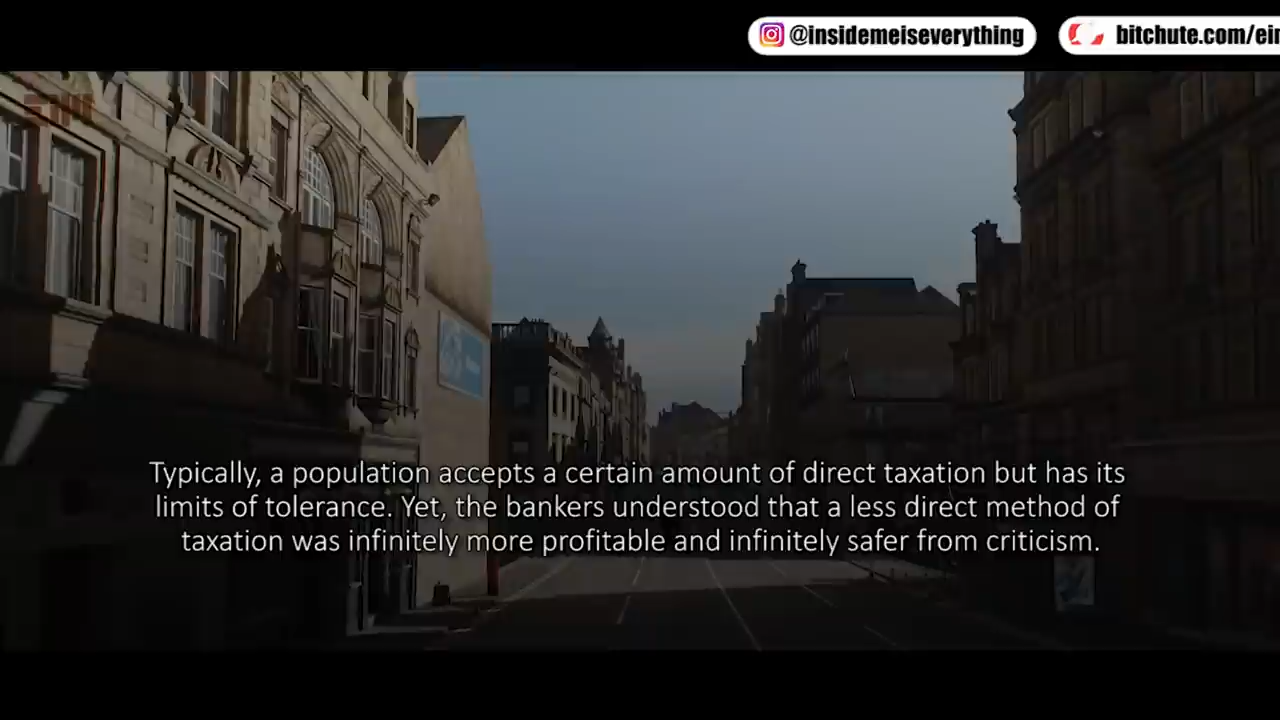 @insidemeiseverything
bitchute.com/ein
Typically, a population accepts a certain amount of direct taxation but has its
limits of tolerance. Yet, the bankers understood that a less direct method of
taxation was infinitely more profitable and infinitely safer from criticism.